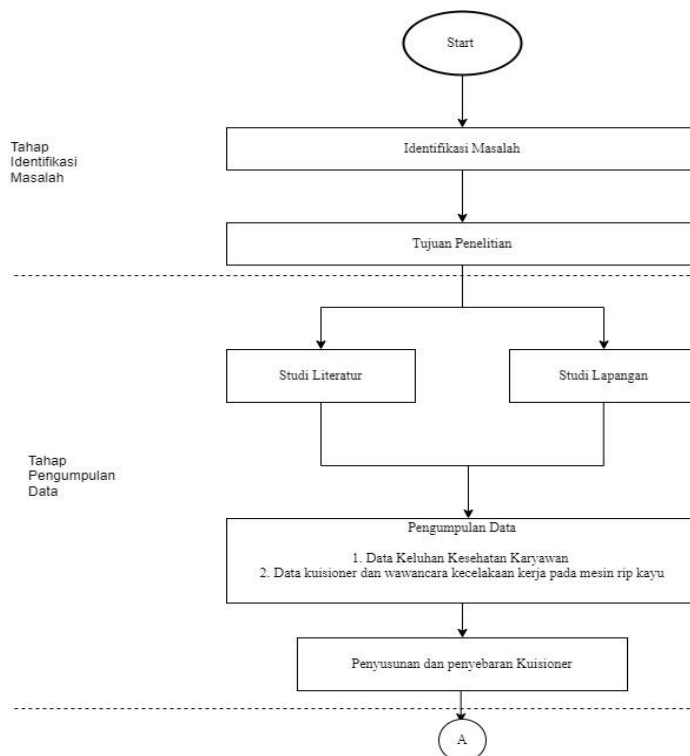 Start
Tahap
Identifikasi
Masalah
Identifikasi Masalah
Tujuan Penelitian
Studi Literatur
Studi Lapangan
Tahap
Pengumpulan
Data
Pengumpulan Data
1. Data Keluhan Kesehatan Karyawan
2. Data kuisioner dan wawancara kecelakaan kerja pada mesin rip kayu
Penyusunan dan penyebaran Kuisioner
A